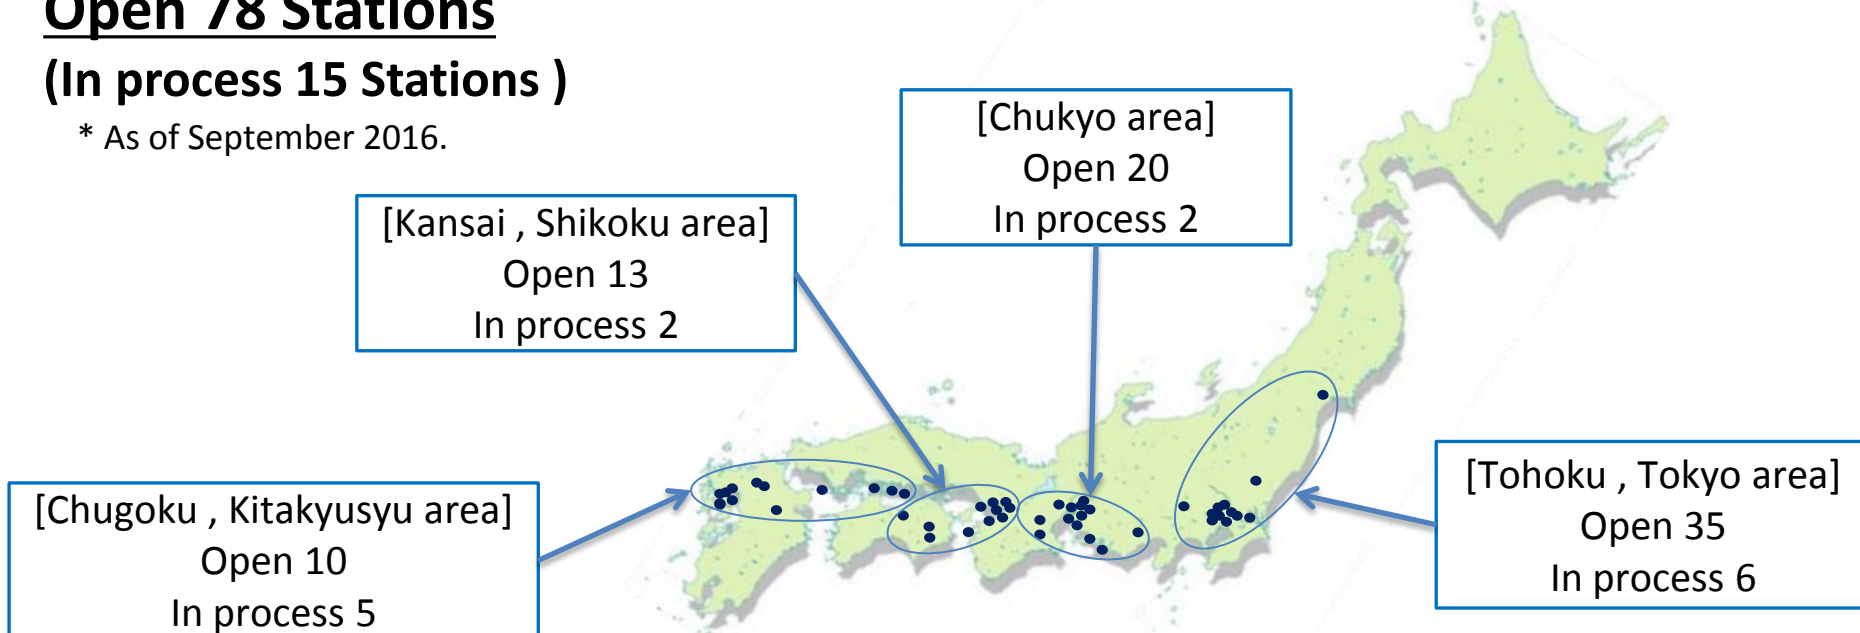 Open 78 Stations
(In process 15 Stations )
* As of September 2016.
[Chukyo area]
Open 20
In process 2
[Kansai , Shikoku area]
Open 13
In process 2
[Chugoku , Kitakyusyu area]
Open 10
In process 5
[Tohoku , Tokyo area]
Open 35
In process 6